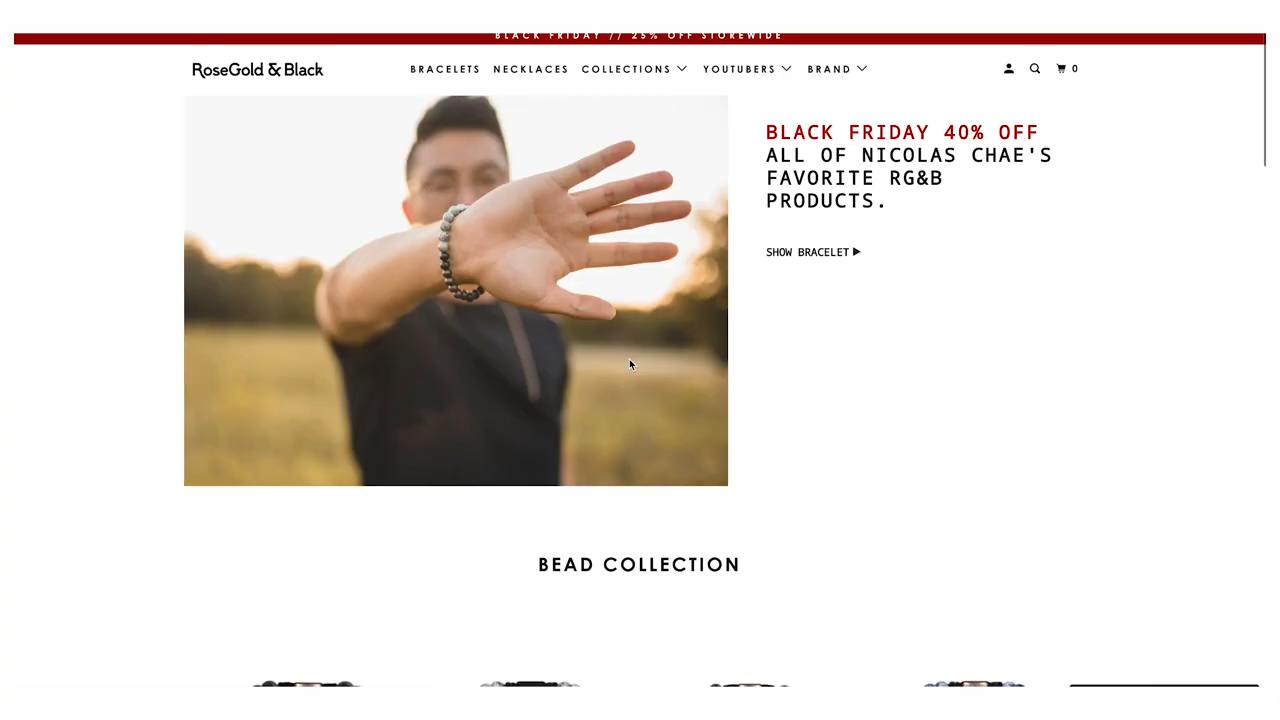 BLACK FRIDAY // 25% OFF STOREWIDE
RoseGold & Black
BRACELETS NECKLACES COLLECTIONS YOUTUBERS BRAND 0
BLACK FRIDAY 40% OFF
ALL OF NICOLAS CHAE'S
FAVORITE RG&B
PRODUCTS.
SHOW BRACELET
BEAD COLLECTION